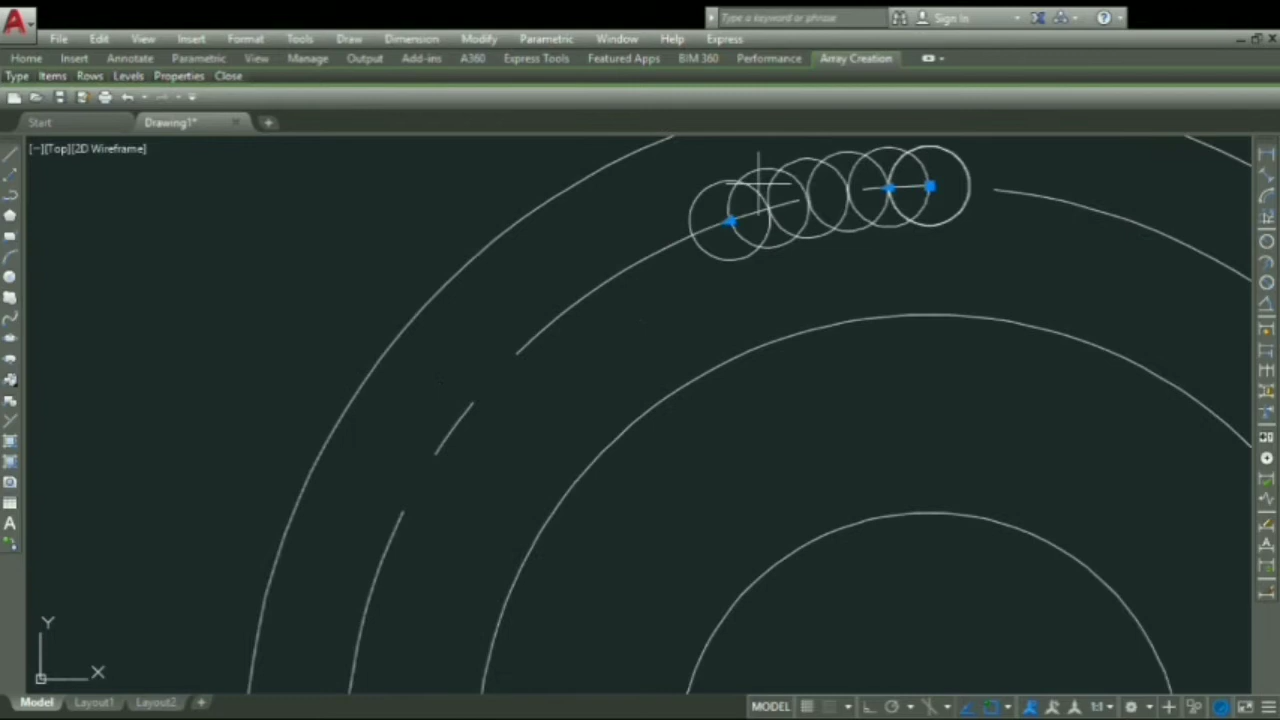 A
Type a keyword or phrase Sign In
File Edit View Insert Format Tools Draw Dimension Modify Parametric Window Help Express
Home Insert Annotate Parametric View Manage Output Add-ins A360 Express Tools Featured Apps BIM 360 Performance Array Creation
Type Items Rows Levels Properties Close
Start Drawing1*
[−][Top][2D Wireframe]
A
Y
X
Model Layout1 Layout2 MODEL 1:1